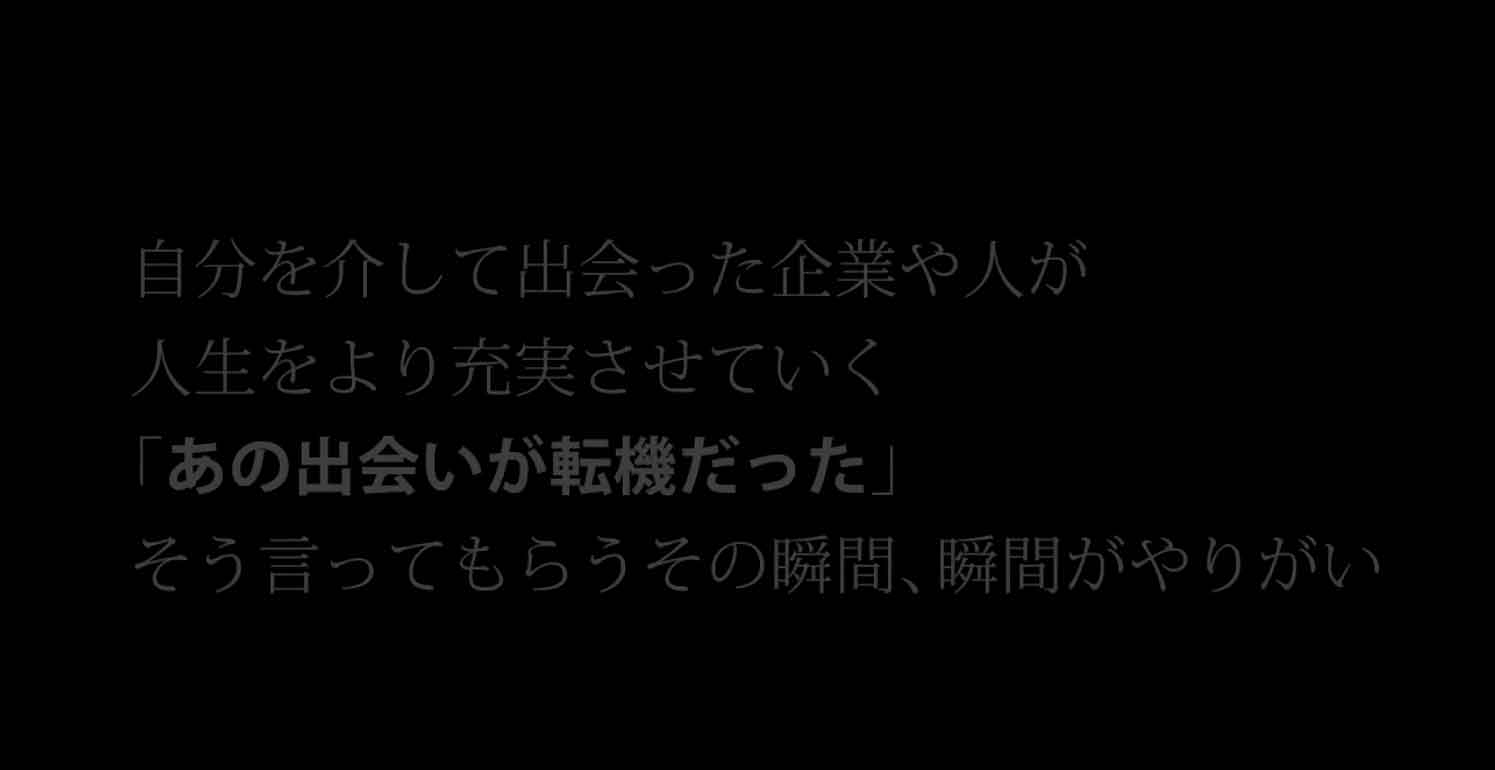 自分を介して出会った企業や人が
人生をより充実させていく
「あの出会いが転機だった」
そう言ってもらうその瞬間、瞬間がやりがい